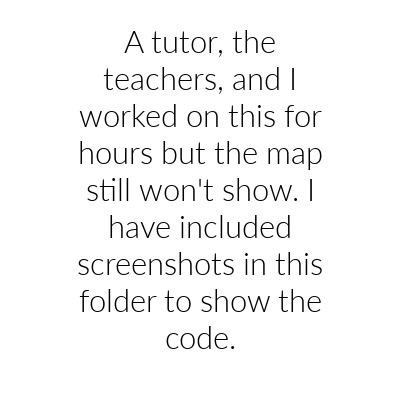 A tutor, the
teachers, and I
worked on this for
hours but the map
still won't show. I
have included
screenshots in this
folder to show the
code.